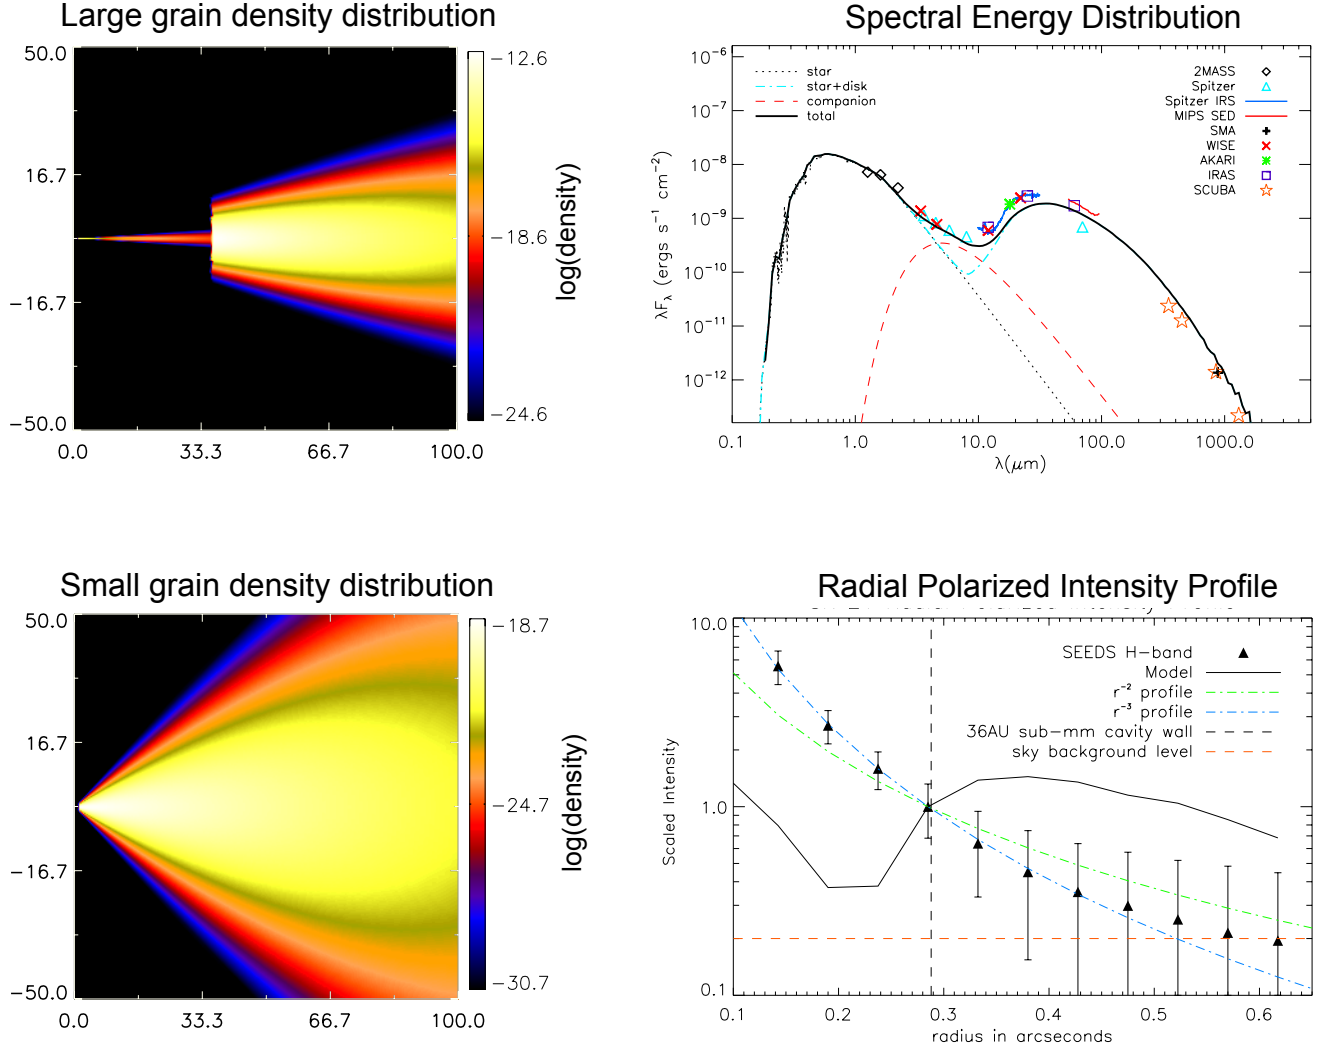 Large grain density distribution
50.0
16.7
−16.7
−50.0
0.0 33.3 66.7 100.0
−12.6
−18.6
−24.6
log(density)
Spectral Energy Distribution
10−6
10−7
10−8
10−9
10−10
10−11
10−12
λFλ (ergs s−1 cm−2)
star
star+disk
companion
total
2MASS
Spitzer
Spitzer IRS
MIPS SED
SMA
WISE
AKARI
IRAS
SCUBA
0.1 1.0 10.0 100.0 1000.0
λ(μm)
Small grain density distribution
50.0
16.7
−16.7
−50.0
0.0 33.3 66.7 100.0
−18.7
−24.7
−30.7
log(density)
Radial Polarized Intensity Profile
10.0
1.0
0.1
Scaled Intensity
SEEDS H−band
Model
r−2 profile
r−3 profile
36AU sub−mm cavity wall
sky background level
0.1 0.2 0.3 0.4 0.5 0.6
radius in arcseconds